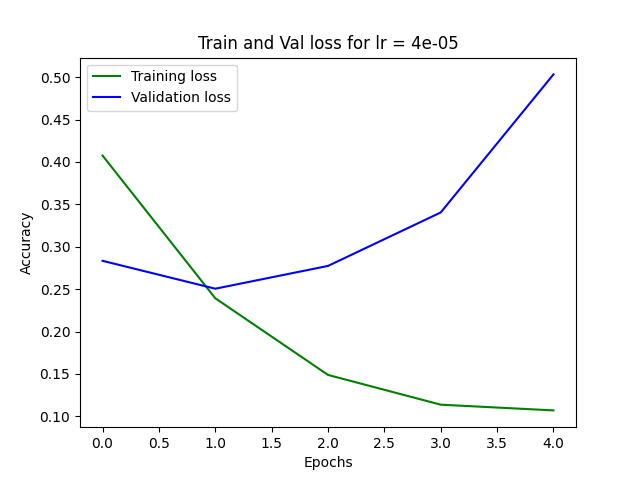 Train and Val loss for lr = 4e-05
Training loss
Validation loss
0.50
0.45
0.40
0.35
0.30
0.25
0.20
0.15
0.10
Accuracy
0.0 0.5 1.0 1.5 2.0 2.5 3.0 3.5 4.0
Epochs